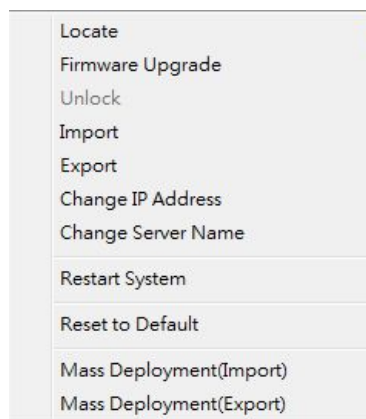 Locate
Firmware Upgrade
Unlock
Import
Export
Change IP Address
Change Server Name
Restart System
Reset to Default
Mass Deployment(Import)
Mass Deployment(Export)